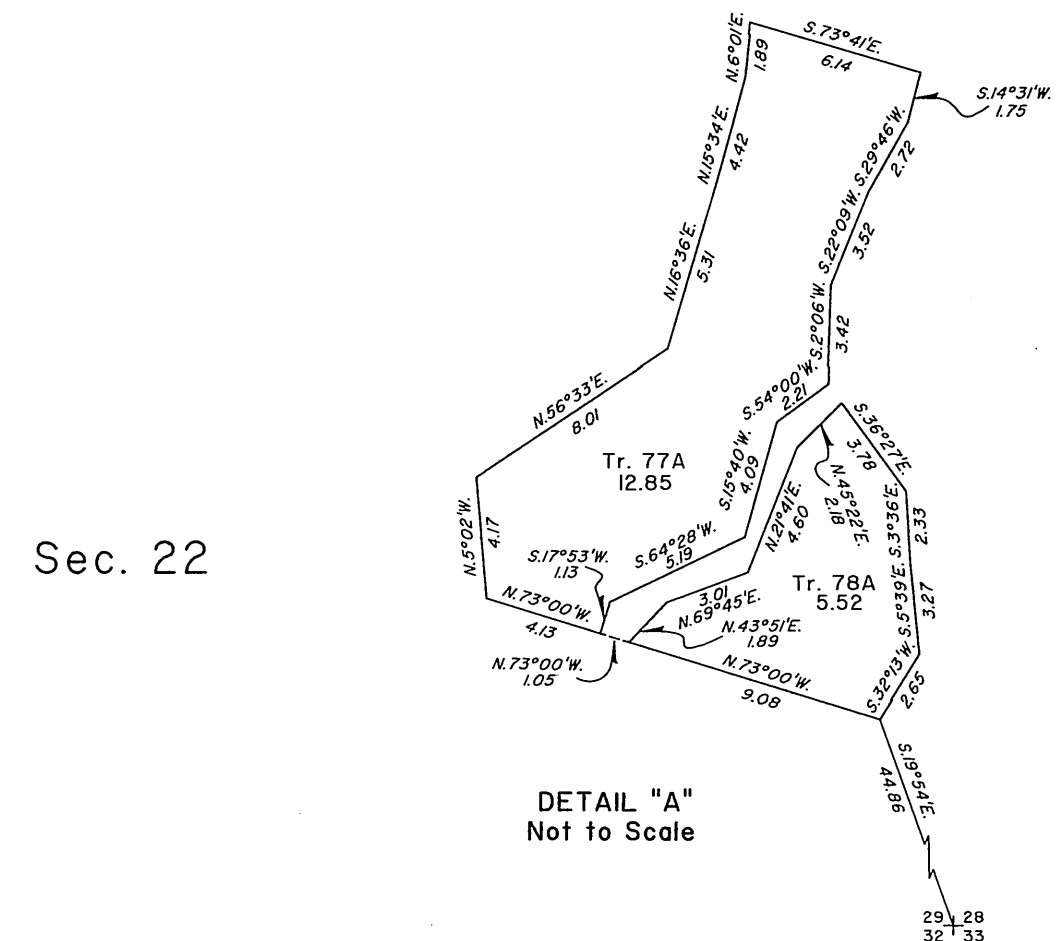 N.6°01'E.
1.89
S.73°41'E.
6.14
S.14°31'W.
1.75
N.15°34'E.
4.42
S.29°46'W.
2.72
S.22°09'W.
3.52
N.16°36'E.
5.31
S.2°06'W.
3.42
S.54°00'W.
2.21
N.56°33'E.
8.01
Tr. 77A
12.85
S.15°40'W.
4.09
S.36°27'E.
3.78
N.45°22'E.
2.18
N.21°41'E.
4.60
S.3°36'E.
2.33
N.5°02'W.
4.17
Sec. 22
S.64°28'W.
5.19
S.17°53'W.
1.13
Tr. 78A
5.52
S.5°39'E.
3.27
3.01
N.69°45'E.
N.43°51'E.
1.89
N.73°00'W.
4.13
N.73°00'W.
1.05
N.73°00'W.
9.08
S.32°13'W.
2.65
S.19°54'E.
44.86
DETAIL "A"
Not to Scale
29 28
32 33